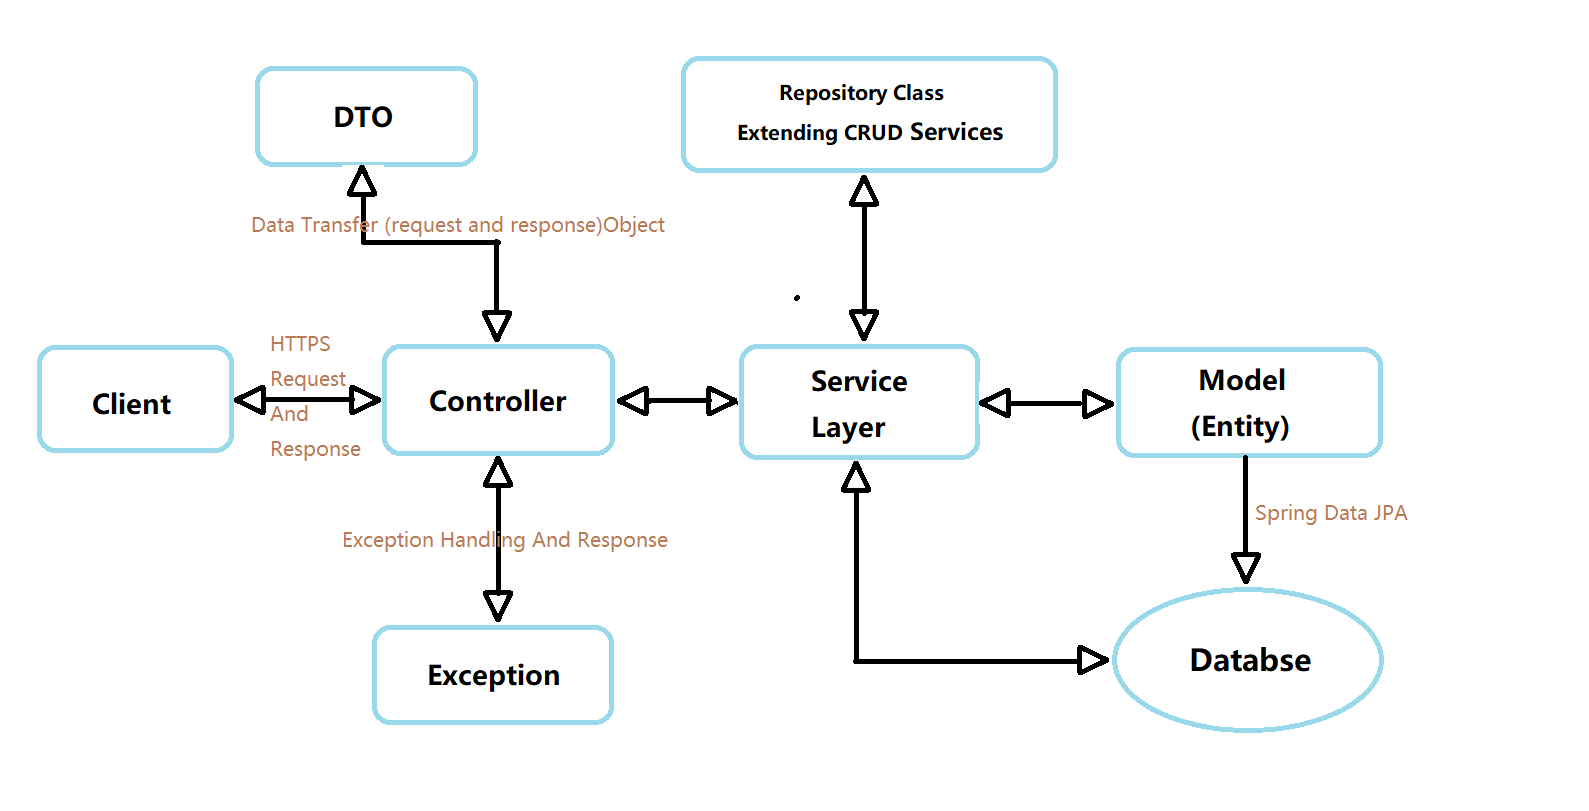 DTO
Repository Class
Extending CRUD Services
Data Transfer (request and response)Object
HTTPS
Request
And
Response
Client
Controller
Service
Layer
Model
(Entity)
Exception Handling And Response
Spring Data JPA
Exception
Databse